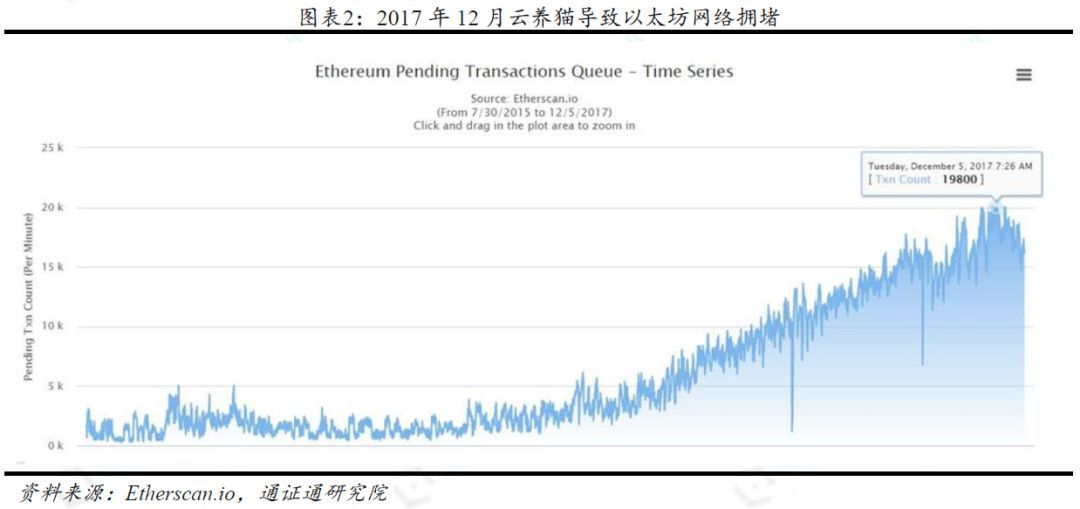 图表2：2017 年 12 月云养猫导致以太坊网络拥堵
Ethereum Pending Transactions Queue – Time Series
Source: Etherscan.io
(From 7/30/2015 to 12/5/2017)
Click and drag in the plot area to zoom in
25 k
Tuesday, December 5, 2017 7:26 AM
[ Txn Count : 19800 ]
20 k
15 k
10 k
5 k
0 k
Pending Txn Count (Per Minute)
资料来源：Etherscan.io，通证通研究院